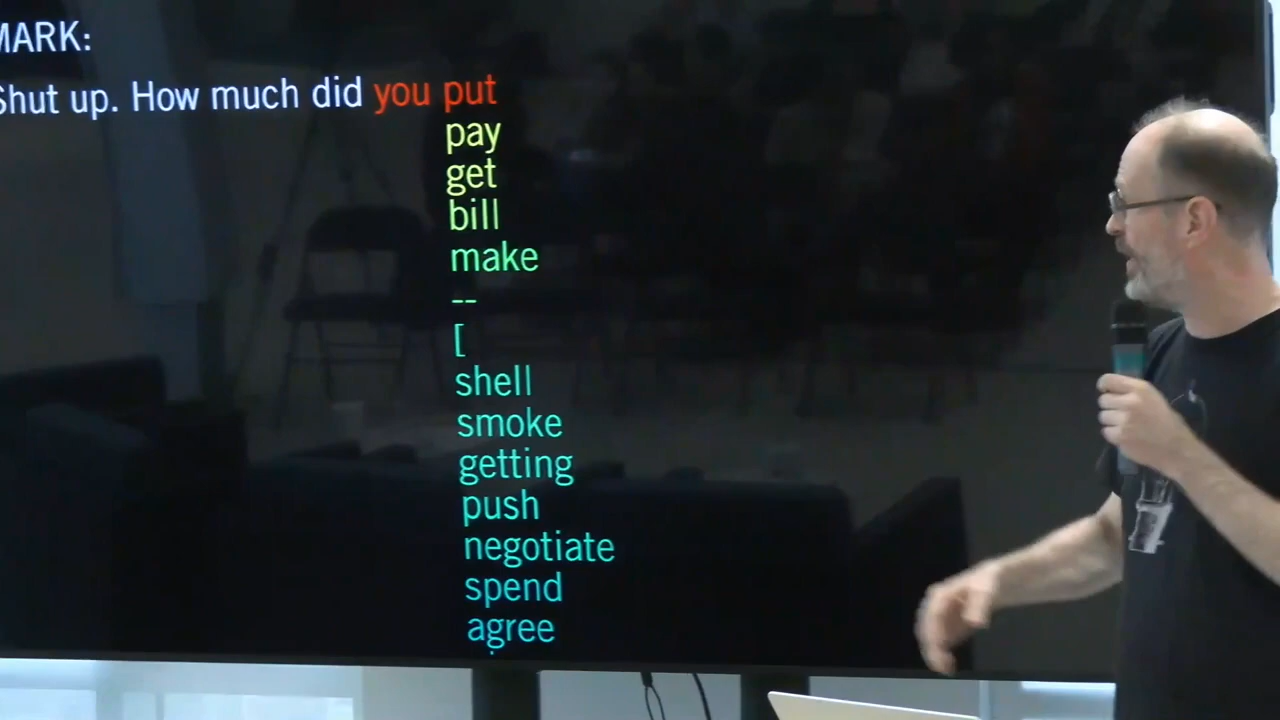 MARK:
Shut up. How much did you put
pay
get
bill
make
--
[
shell
smoke
getting
push
negotiate
spend
agree